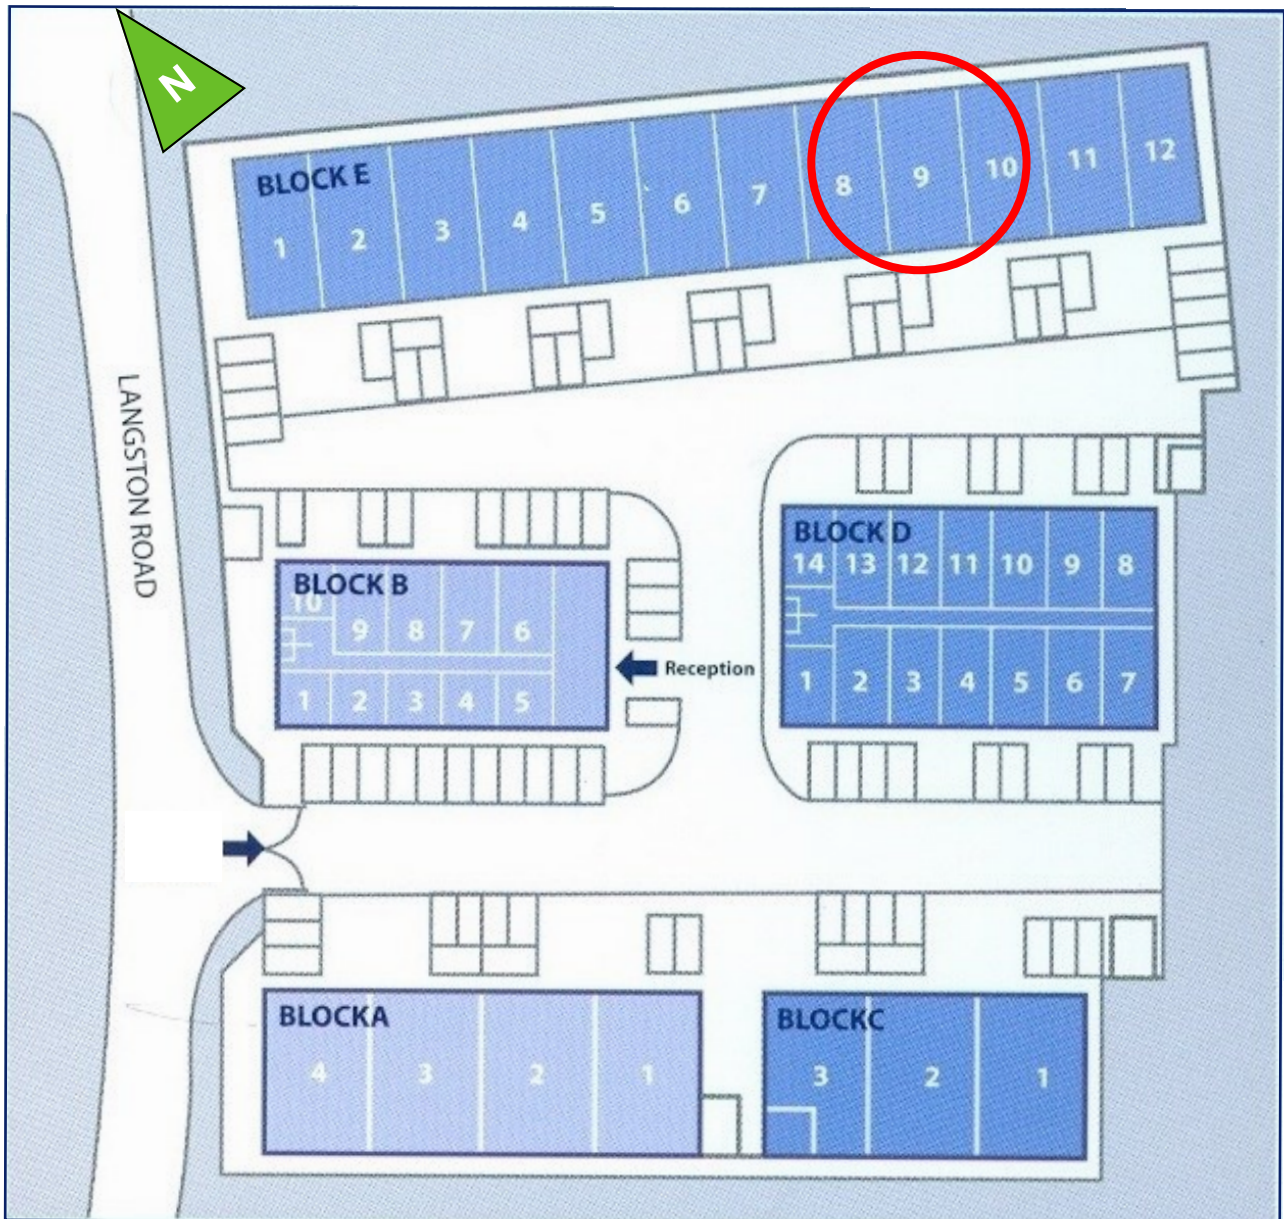 N
BLOCK E
1 2 3 4 5 6 7 8 9 10 11 12
LANGSTON ROAD
BLOCK B
10 9 8 7 6
1 2 3 4 5
Reception
BLOCK D
14 13 12 11 10 9 8
1 2 3 4 5 6 7
BLOCKA
4 3 2 1
BLOCKC
3 2 1